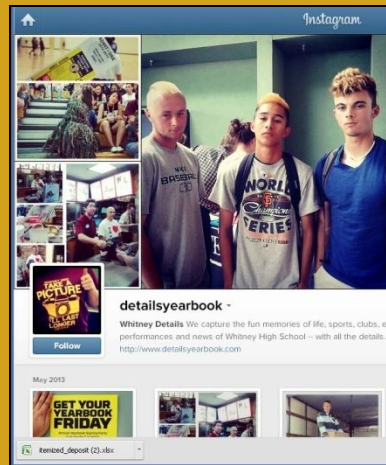 Instagram
NIKE
BASEBALL
WORLD
Champions
SERIES
TAKE A
PICTURE
I'LL LAST
LONGER
Follow
detailsyearbook
Whitney Details We capture the fun memories of life, sports, clubs, e
performances and news of Whitney High School – with all the details.
http://www.detailsyearbook.com
May 2013
GET YOUR
YEARBOOK
FRIDAY
itemized_deposit (2).xlsx